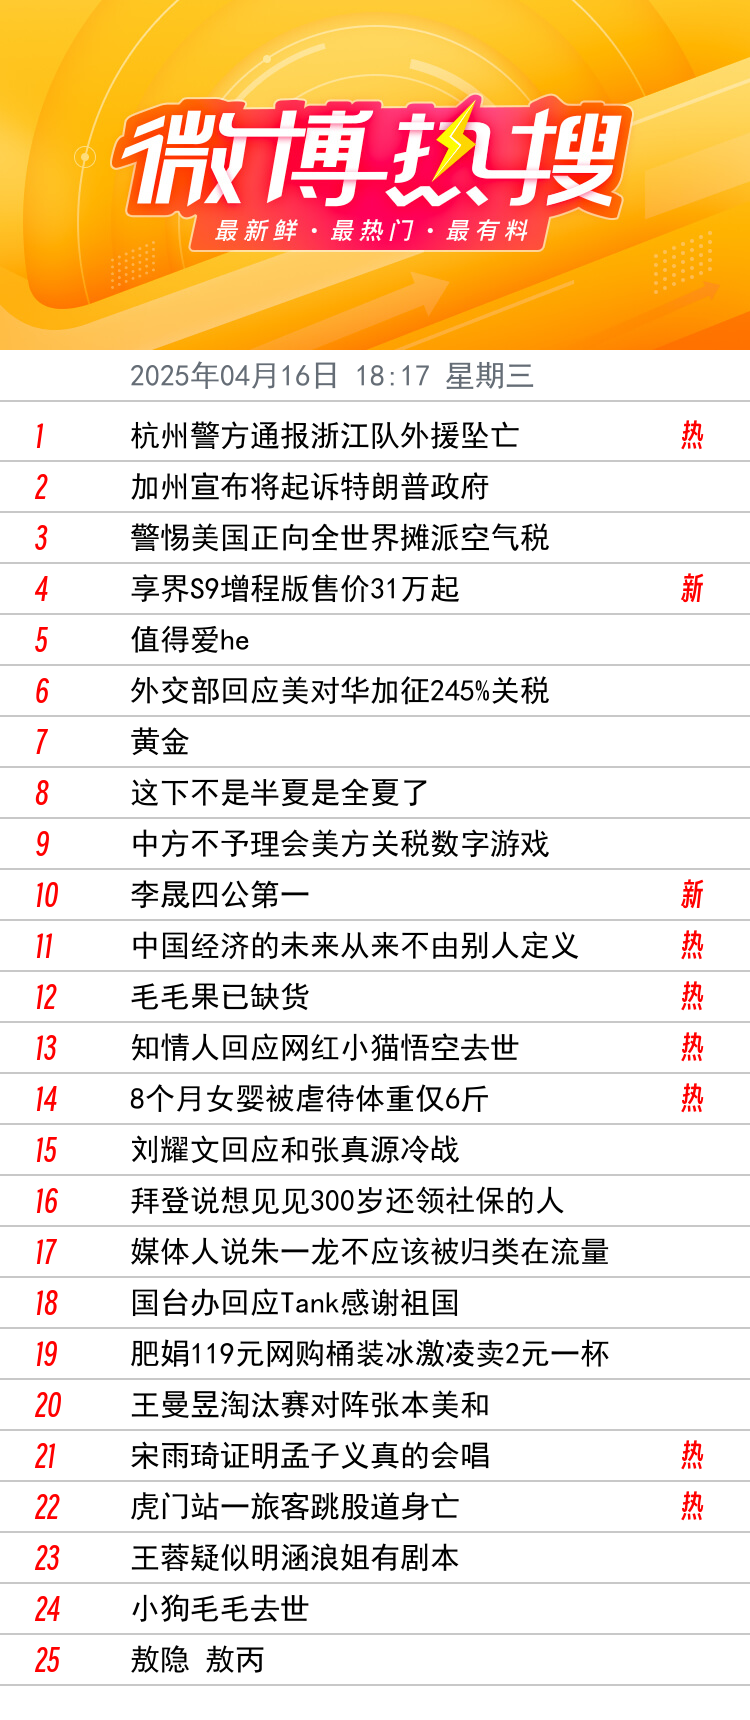 微博热搜
最新鲜·最热门·最有料
2025年04月16日 18:17 星期三
1 杭州警方通报浙江队外援坠亡 热
2 加州宣布将起诉特朗普政府
3 警惕美国正向全世界摊派空气税
4 享界S9增程版售价31万起 新
5 值得爱he
6 外交部回应美对华加征245%关税
7 黄金
8 这下不是半夏是全夏了
9 中方不予理会美方关税数字游戏
10 李晟四公第一 新
11 中国经济的未来从来不由别人定义 热
12 毛毛果已缺货 热
13 知情人回应网红小猫悟空去世 热
14 8个月女婴被虐待体重仅6斤 热
15 刘耀文回应和张真源冷战
16 拜登说想见见300岁还领社保的人
17 媒体人说朱一龙不应该被归类在流量
18 国台办回应Tank感谢祖国
19 肥娟119元网购桶装冰激凌卖2元一杯
20 王曼昱淘汰赛对阵张本美和
21 宋雨琦证明孟子义真的会唱 热
22 虎门站一旅客跳股道身亡 热
23 王蓉疑似明涵浪姐有剧本
24 小狗毛毛去世
25 敖隐 敖丙